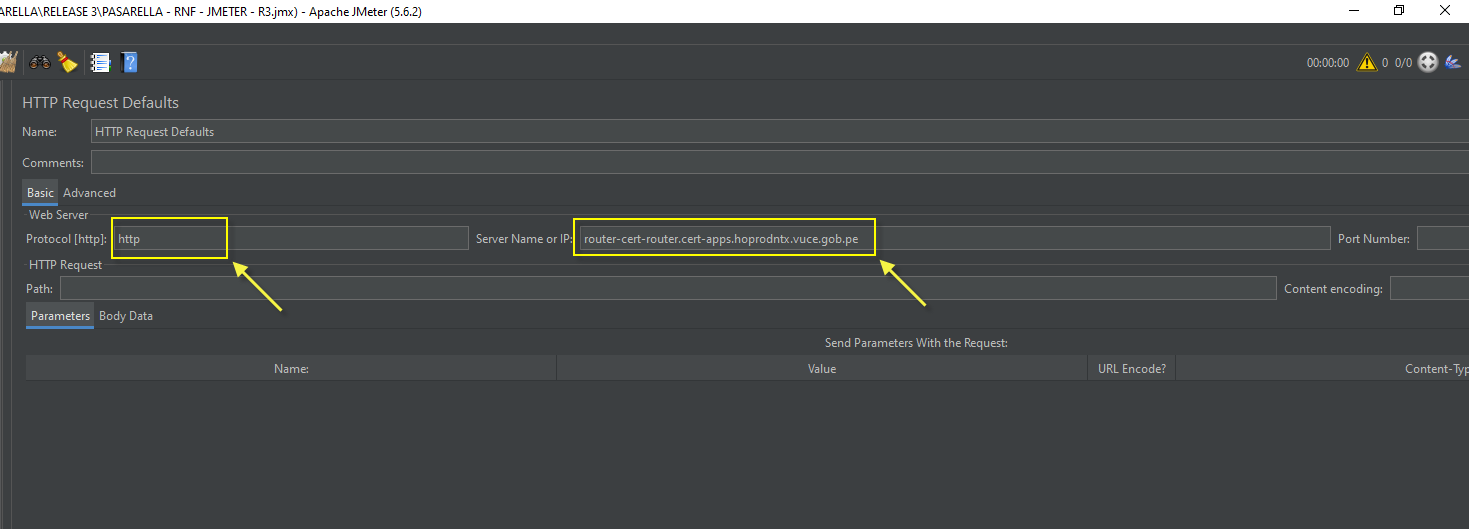 ARELLA\RELEASE 3\PASARELLA - RNF - JMETER - R3.jmx) - Apache JMeter (5.6.2)
00:00:00 0 0/0
HTTP Request Defaults
Name: HTTP Request Defaults
Comments:
Basic Advanced
Web Server
Protocol [http]: http Server Name or IP: router-cert-router.cert-apps.hoprodntx.vuce.gob.pe Port Number:
HTTP Request
Path: Content encoding:
Parameters Body Data
Send Parameters With the Request:
Name: Value URL Encode? Content-Typ